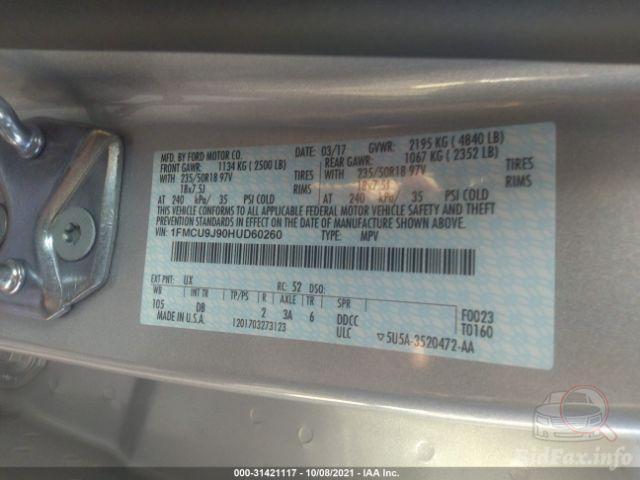 MFD. BY FORD MOTOR CO.
DATE: 03/17 GVWR: 2195 KG ( 4840 LB)
FRONT GAWR: 1134 KG ( 2500 LB) REAR GAWR: 1067 KG ( 2352 LB)
WITH 235/50R18 97V TIRES WITH 235/50R18 97V TIRES
18x7.5J RIMS 18x7.5J RIMS
AT 240 kPa/ 35 PSI COLD AT 240 kPa/ 35 PSI COLD
THIS VEHICLE CONFORMS TO ALL APPLICABLE FEDERAL MOTOR VEHICLE SAFETY AND THEFT
PREVENTION STANDARDS IN EFFECT ON THE DATE OF MANUFACTURE SHOWN ABOVE.
VIN: 1FMCU9J90HUD60260 TYPE: MPV
EXT PNT: UX RC: 52 DSO:
WB INT TR TP/PS R AXLE TR SPR
105 DB 2 3A 6 DDCC F0023
MADE IN U.S.A. 1201703273123 ULC T0160
▽5U5A-3520472-AA
BidFax.info
000-31421117 - 10/08/2021 - IAA Inc.